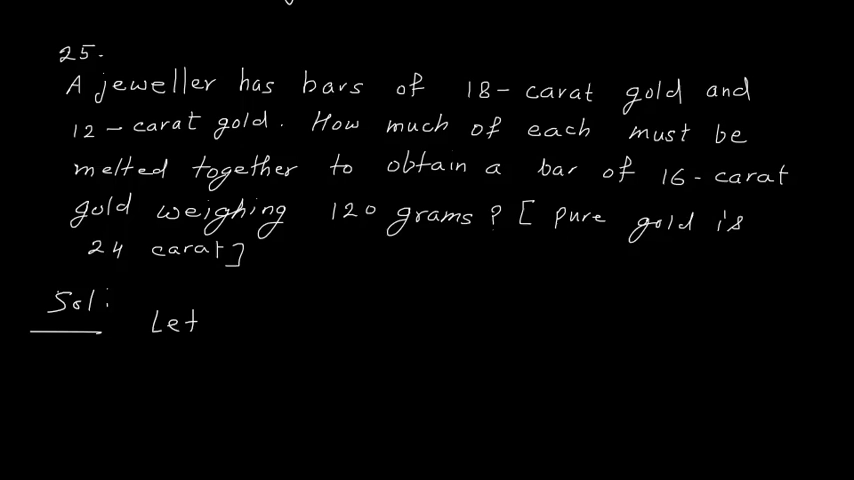 25.
A jeweller has bars of 18-carat gold and
12-carat gold. How much of each must be
melted together to obtain a bar of 16-carat
gold weighing 120 grams? [pure gold is
24 carat]
Sol:
Let